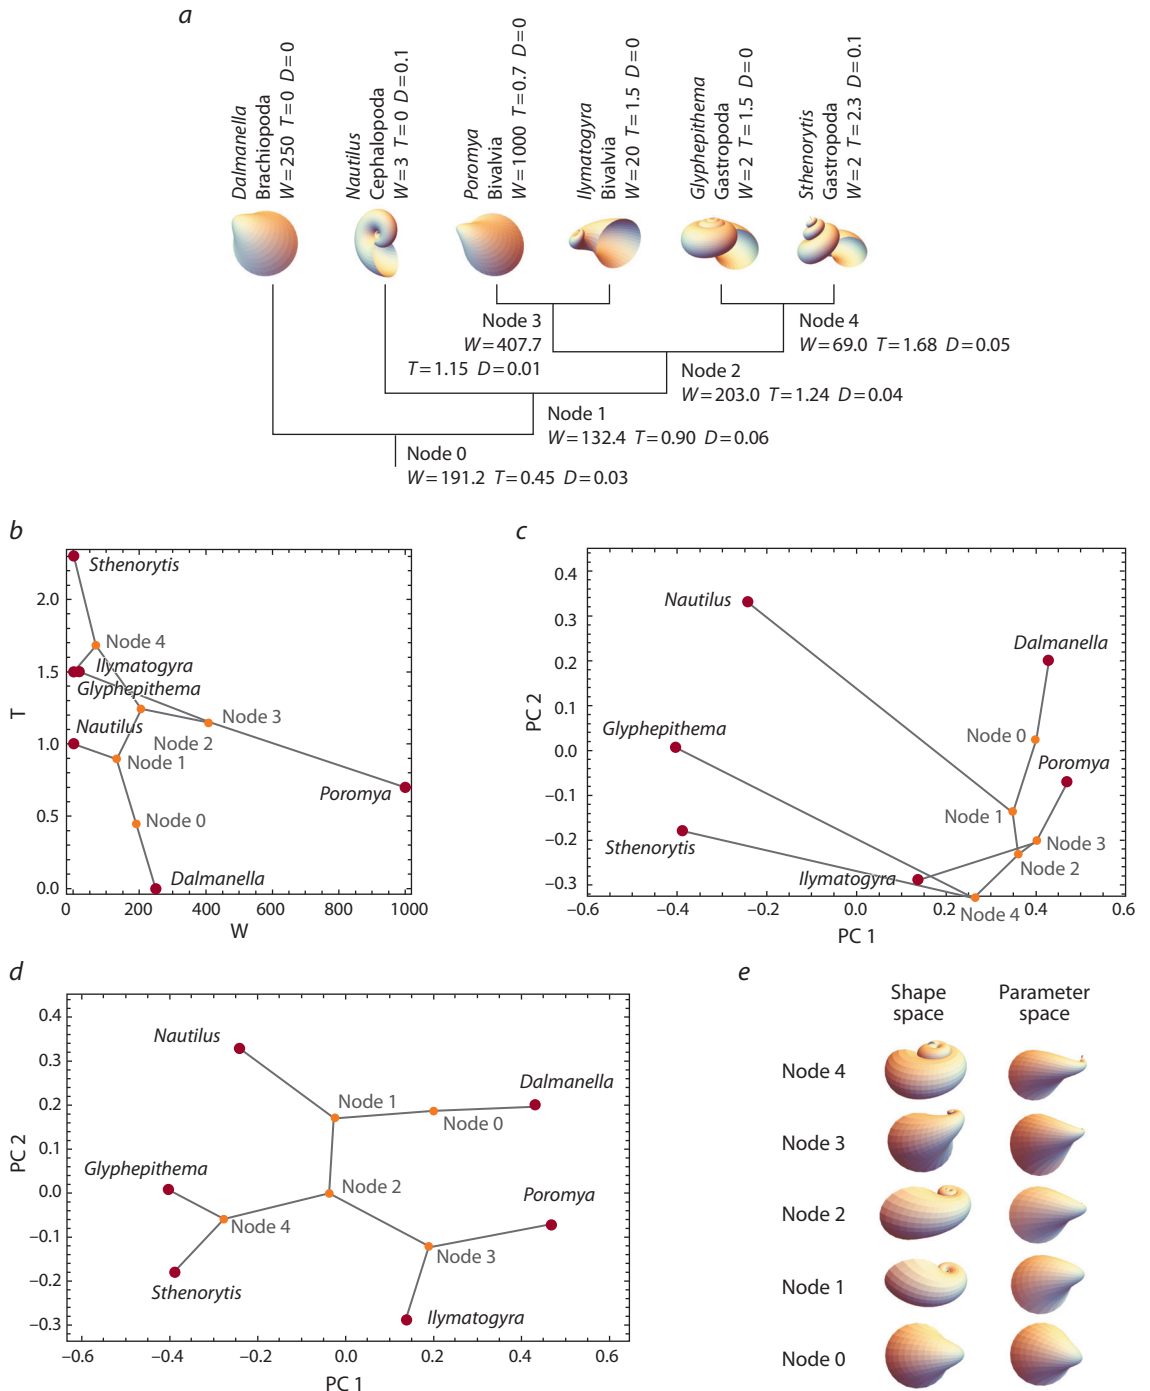 a
Dalmanella
Brachiopoda
W=250 T=0 D=0
Nautilus
Cephalopoda
W=3 T=0 D=0.1
Poromya
Bivalvia
W=1000 T=0.7 D=0
Ilymatogyra
Bivalvia
W=20 T=1.5 D=0
Glyphepithema
Gastropoda
W=2 T=1.5 D=0
Sthenorytis
Gastropoda
W=2 T=2.3 D=0.1
Node 3
W=407.7
T=1.15 D=0.01
Node 4
W=69.0 T=1.68 D=0.05
Node 2
W=203.0 T=1.24 D=0.04
Node 1
W=132.4 T=0.90 D=0.06
Node 0
W=191.2 T=0.45 D=0.03
b
Sthenorytis
2.0
Node 4
1.5
Ilymatogyra
Glyphepithema
T
Nautilus
Node 3
1.0
Node 2
Node 1
Poromya
0.5
Node 0
Dalmanella
0.0
0 200 400 600 800 1000
W
c
0.4
Nautilus
0.3
Dalmanella
0.2
0.1
PC 2
Glyphepithema
Node 0
0.0
Poromya
−0.1
Node 1
−0.2
Sthenorytis
Node 3
Node 2
Ilymatogyra
−0.3
Node 4
−0.6 −0.4 −0.2 0.0 0.2 0.4 0.6
PC 1
d
0.4
Nautilus
0.3
Dalmanella
0.2
Node 1
Node 0
0.1
PC 2
Glyphepithema
Node 2
Poromya
0.0
Node 4
−0.1
Node 3
−0.2
Sthenorytis
Ilymatogyra
−0.3
−0.6 −0.4 −0.2 0.0 0.2 0.4 0.6
PC 1
e
Shape
space
Parameter
space
Node 4
Node 3
Node 2
Node 1
Node 0